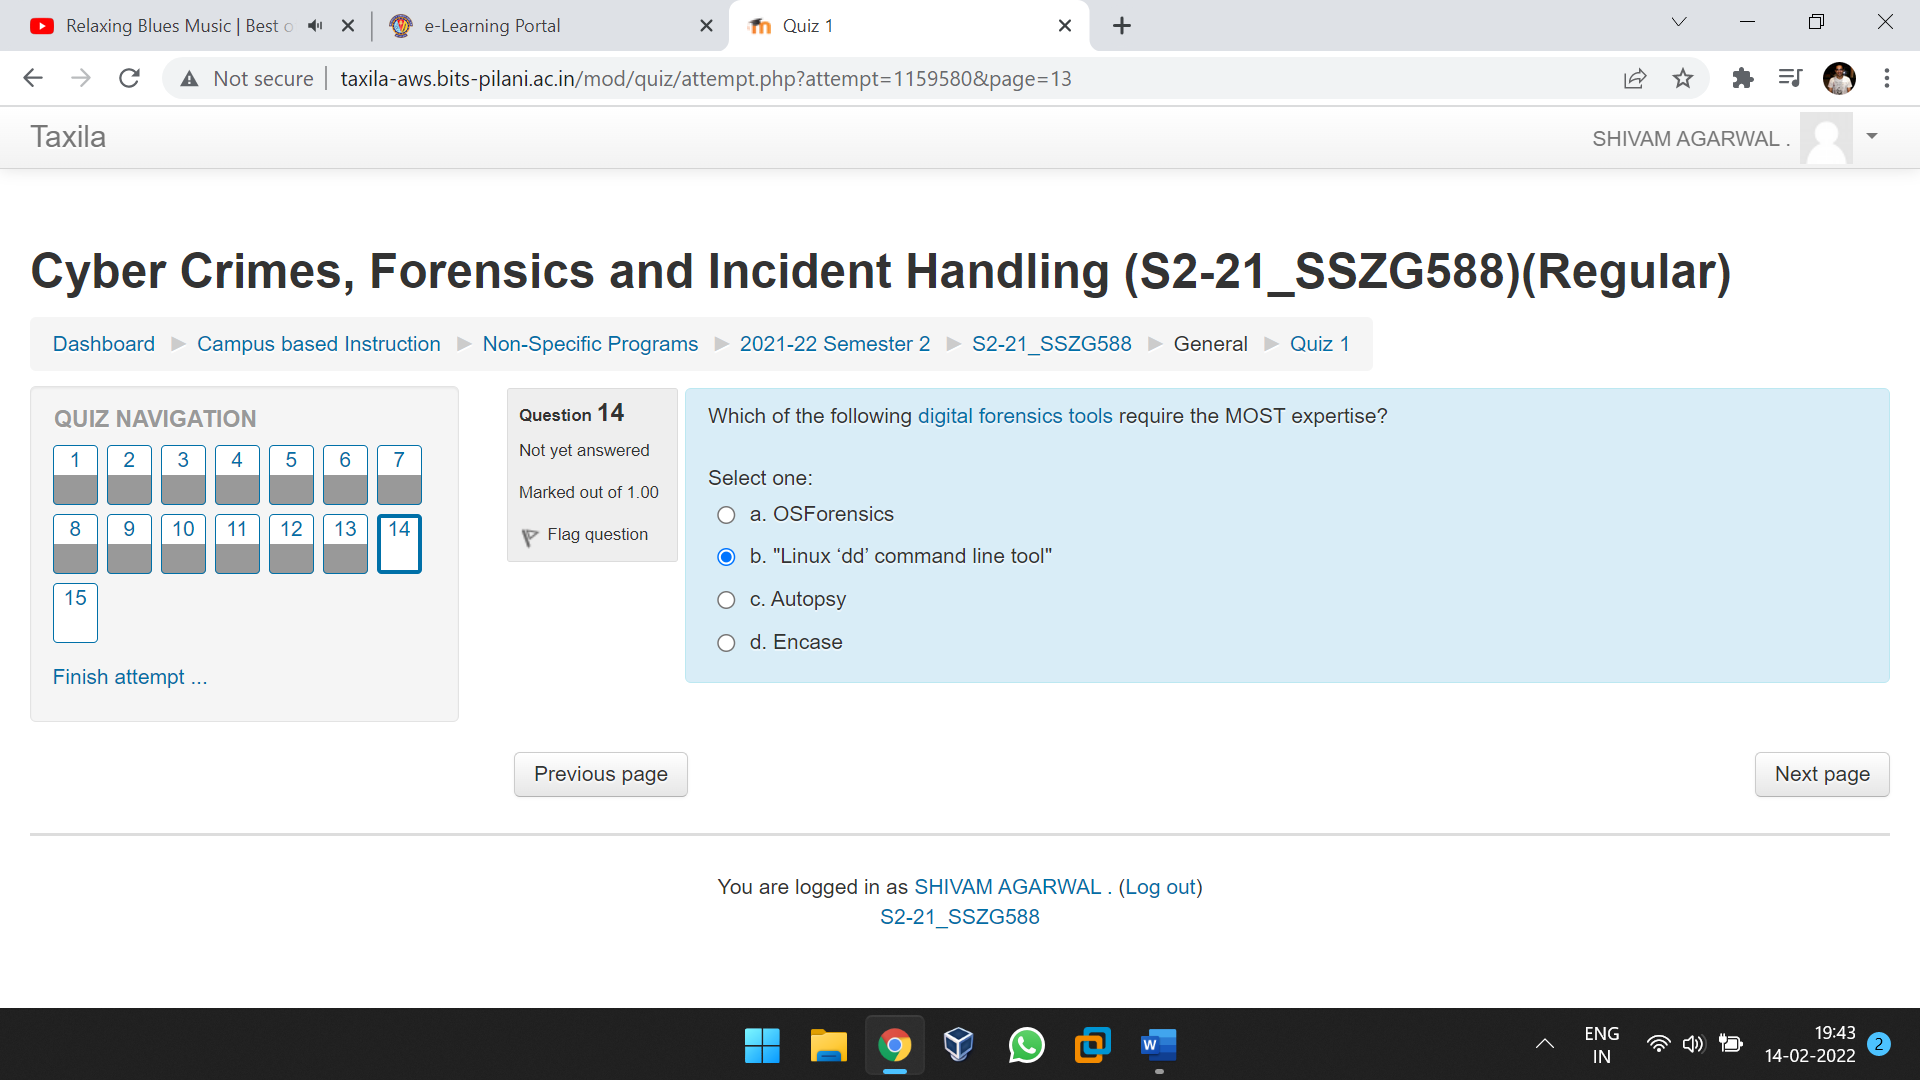 Relaxing Blues Music | Best o
e-Learning Portal
Quiz 1
Not secure
taxila-aws.bits-pilani.ac.in/mod/quiz/attempt.php?attempt=1159580&page=13
Taxila
SHIVAM AGARWAL .
Cyber Crimes, Forensics and Incident Handling (S2-21_SSZG588)(Regular)
Dashboard
Campus based Instruction
Non-Specific Programs
2021-22 Semester 2
S2-21_SSZG588
General
Quiz 1
QUIZ NAVIGATION
1 2 3 4 5 6 7
8 9 10 11 12 13 14
15
Finish attempt ...
Question 14
Not yet answered
Marked out of 1.00
Flag question
Which of the following digital forensics tools require the MOST expertise?
Select one:
a. OSForensics
b. "Linux ‘dd’ command line tool"
c. Autopsy
d. Encase
Previous page
Next page
You are logged in as SHIVAM AGARWAL . (Log out)
S2-21_SSZG588
W
ENG
IN
19:43
14-02-2022
2